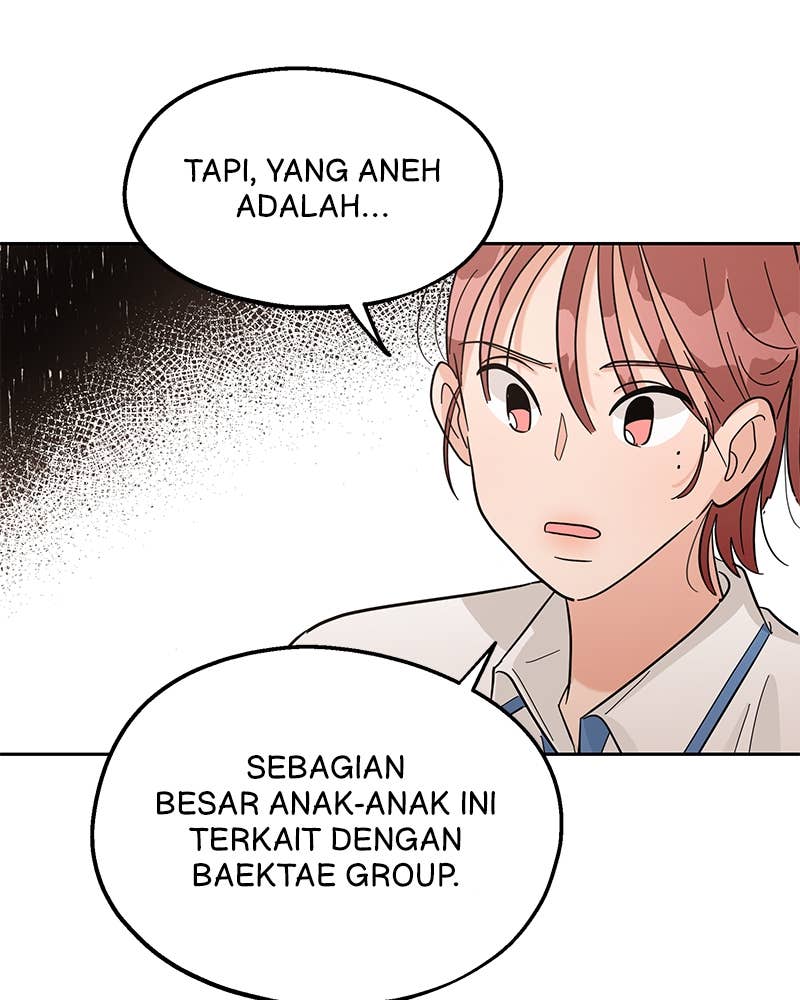 TAPI, YANG ANEH
ADALAH...
SEBAGIAN
BESAR ANAK-ANAK INI
TERKAIT DENGAN
BAEKTAE GROUP.